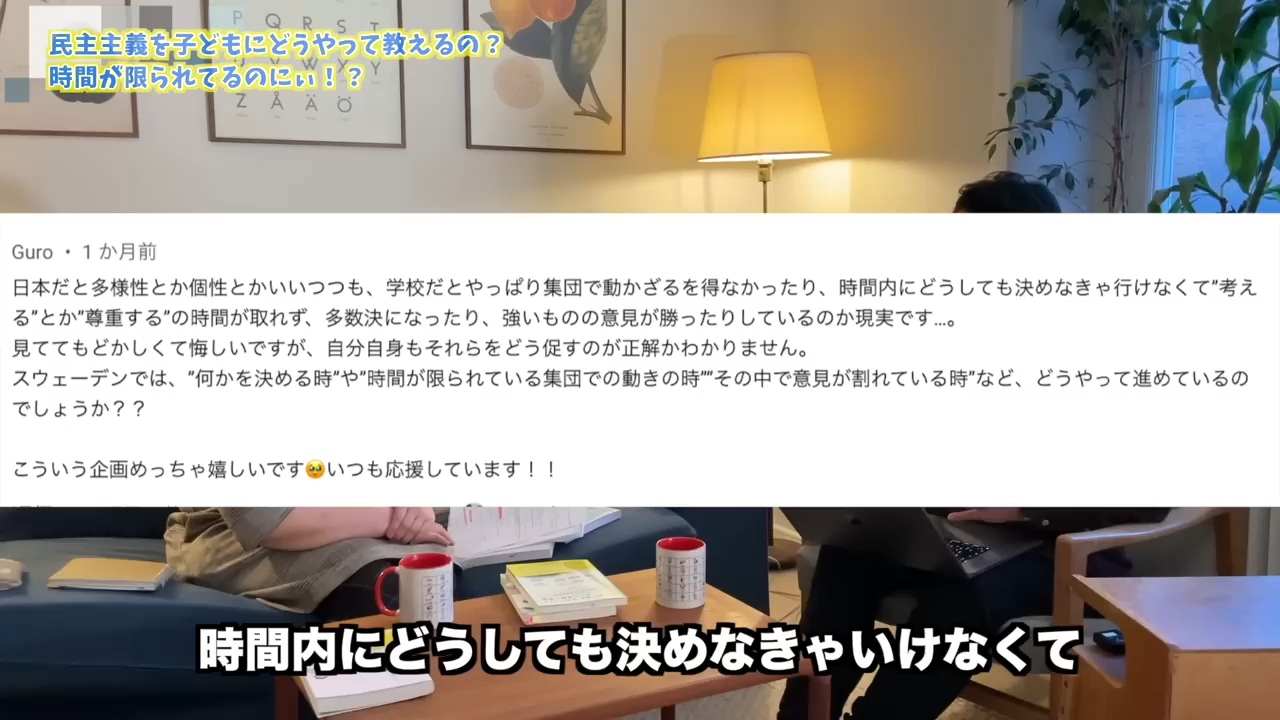 民主主義を子どもにどうやって教えるの？
時間が限られてるのにぃ！？
P Q R S T
U V W X Y
Z Å Ä Ö
Guro ・ 1 か月前
日本だと多様性とか個性とかいいつつも、学校だとやっぱり集団で動かざるを得なかったり、時間内にどうしても決めなきゃ行けなくて”考え
る”とか”尊重する”の時間が取れず、多数決になったり、強いものの意見が勝ったりしているのか現実です…。
見ててもどかしくて悔しいですが、自分自身もそれらをどう促すのが正解かわかりません。
スウェーデンでは、”何かを決める時”や”時間が限られている集団での動きの時””その中で意見が割れている時”など、どうやって進めているの
でしょうか？？
こういう企画めっちゃ嬉しいです🥹いつも応援しています！！
時間内にどうしても決めなきゃいけなくて